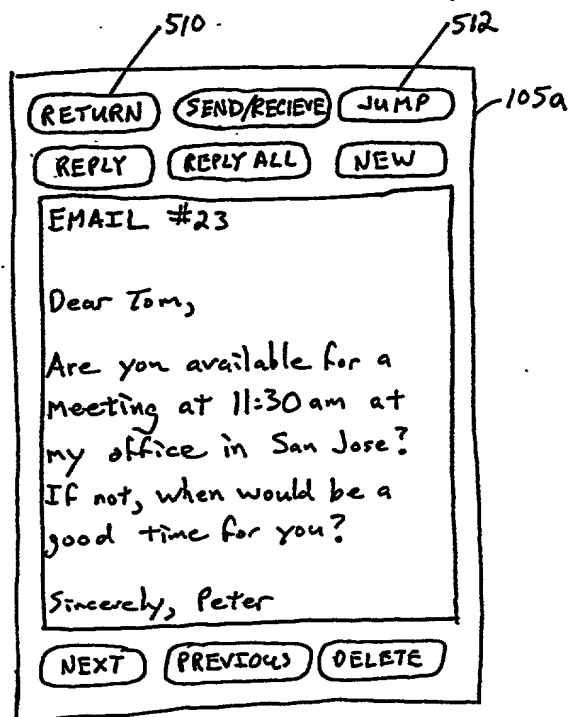 510
512
105a
RETURN SEND/RECIEVE JUMP
REPLY REPLY ALL NEW
EMAIL #23
Dear Tom,
Are you available for a
Meeting at 11:30 am at
my office in San Jose?
If not, when would be a
good time for you?
Sincerely, Peter
NEXT PREVIOUS DELETE